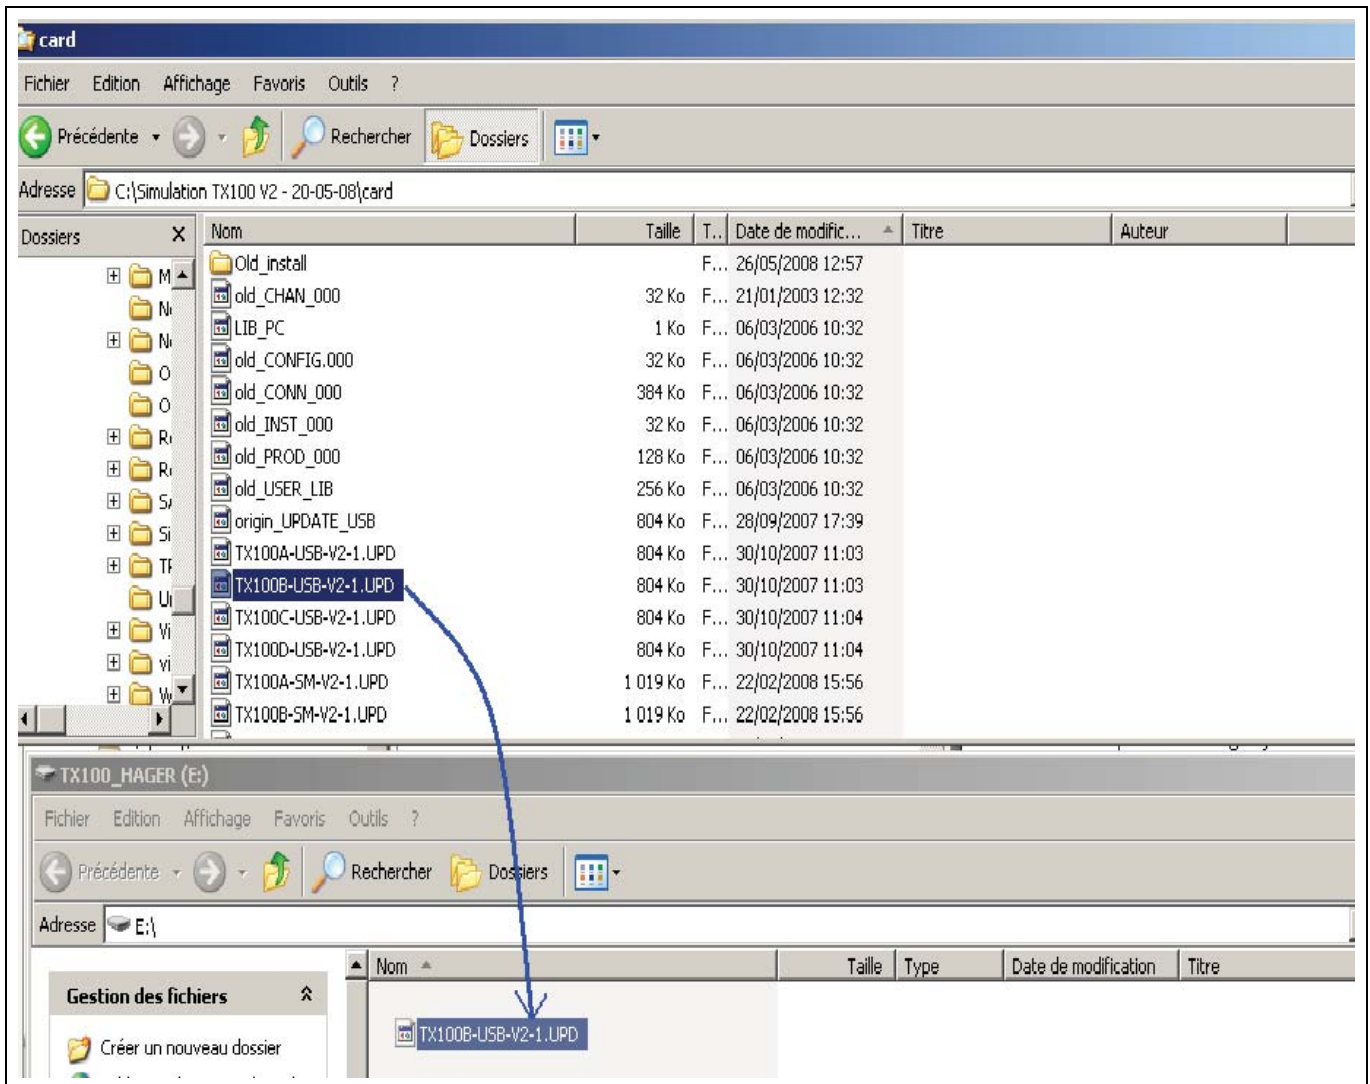 card
Fichier Edition Affichage Favoris Outils ?
Précédente Rechercher Dossiers
Adresse C:\Simulation TX100 V2 - 20-05-08\card
Dossiers X Nom Taille T.. Date de modific... Titre Auteur
M Old_install F... 26/05/2008 12:57
old_CHAN_000 32 Ko F... 21/01/2003 12:32
LIB_PC 1 Ko F... 06/03/2006 10:32
old_CONFIG.000 32 Ko F... 06/03/2006 10:32
O old_CONN_000 384 Ko F... 06/03/2006 10:32
O old_INST_000 32 Ko F... 06/03/2006 10:32
old_PROD_000 128 Ko F... 06/03/2006 10:32
old_USER_LIB 256 Ko F... 06/03/2006 10:32
origin_UPDATE_USB 804 Ko F... 28/09/2007 17:39
Si TX100A-USB-V2-1.UPD 804 Ko F... 30/10/2007 11:03
TX100B-USB-V2-1.UPD 804 Ko F... 30/10/2007 11:03
TX100C-USB-V2-1.UPD 804 Ko F... 30/10/2007 11:04
Vi TX100D-USB-V2-1.UPD 804 Ko F... 30/10/2007 11:04
vi TX100A-SM-V2-1.UPD 1 019 Ko F... 22/02/2008 15:56
TX100B-SM-V2-1.UPD 1 019 Ko F... 22/02/2008 15:56
TX100_HAGER (E:)
Fichier Edition Affichage Favoris Outils ?
Précédente Rechercher Dossiers
Adresse E:\
Nom Taille Type Date de modification Titre
Gestion des fichiers
TX100B-USB-V2-1.UPD
Créer un nouveau dossier